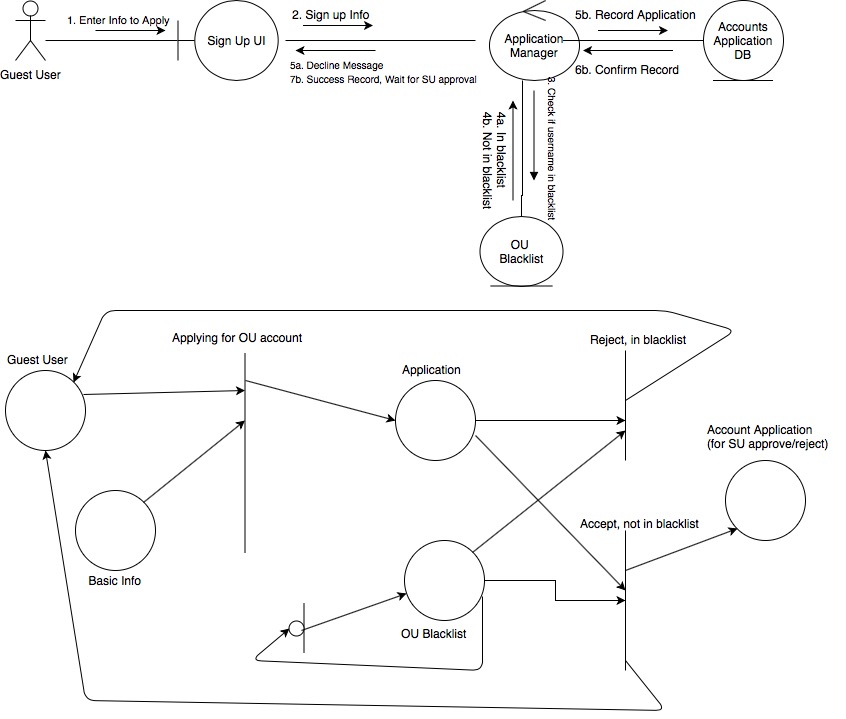 1. Enter Info to Apply
2. Sign up Info
5b. Record Application
Guest User
Sign Up UI
Application
Manager
Accounts
Application
DB
5a. Decline Message
7b. Success Record, Wait for SU approval
6b. Confirm Record
3. Check if username in blacklist
4a. In blacklist
4b. Not in blacklist
OU
Blacklist
Applying for OU account
Reject, in blacklist
Guest User
Application
Account Application
(for SU approve/reject)
Accept, not in blacklist
Basic Info
OU Blacklist